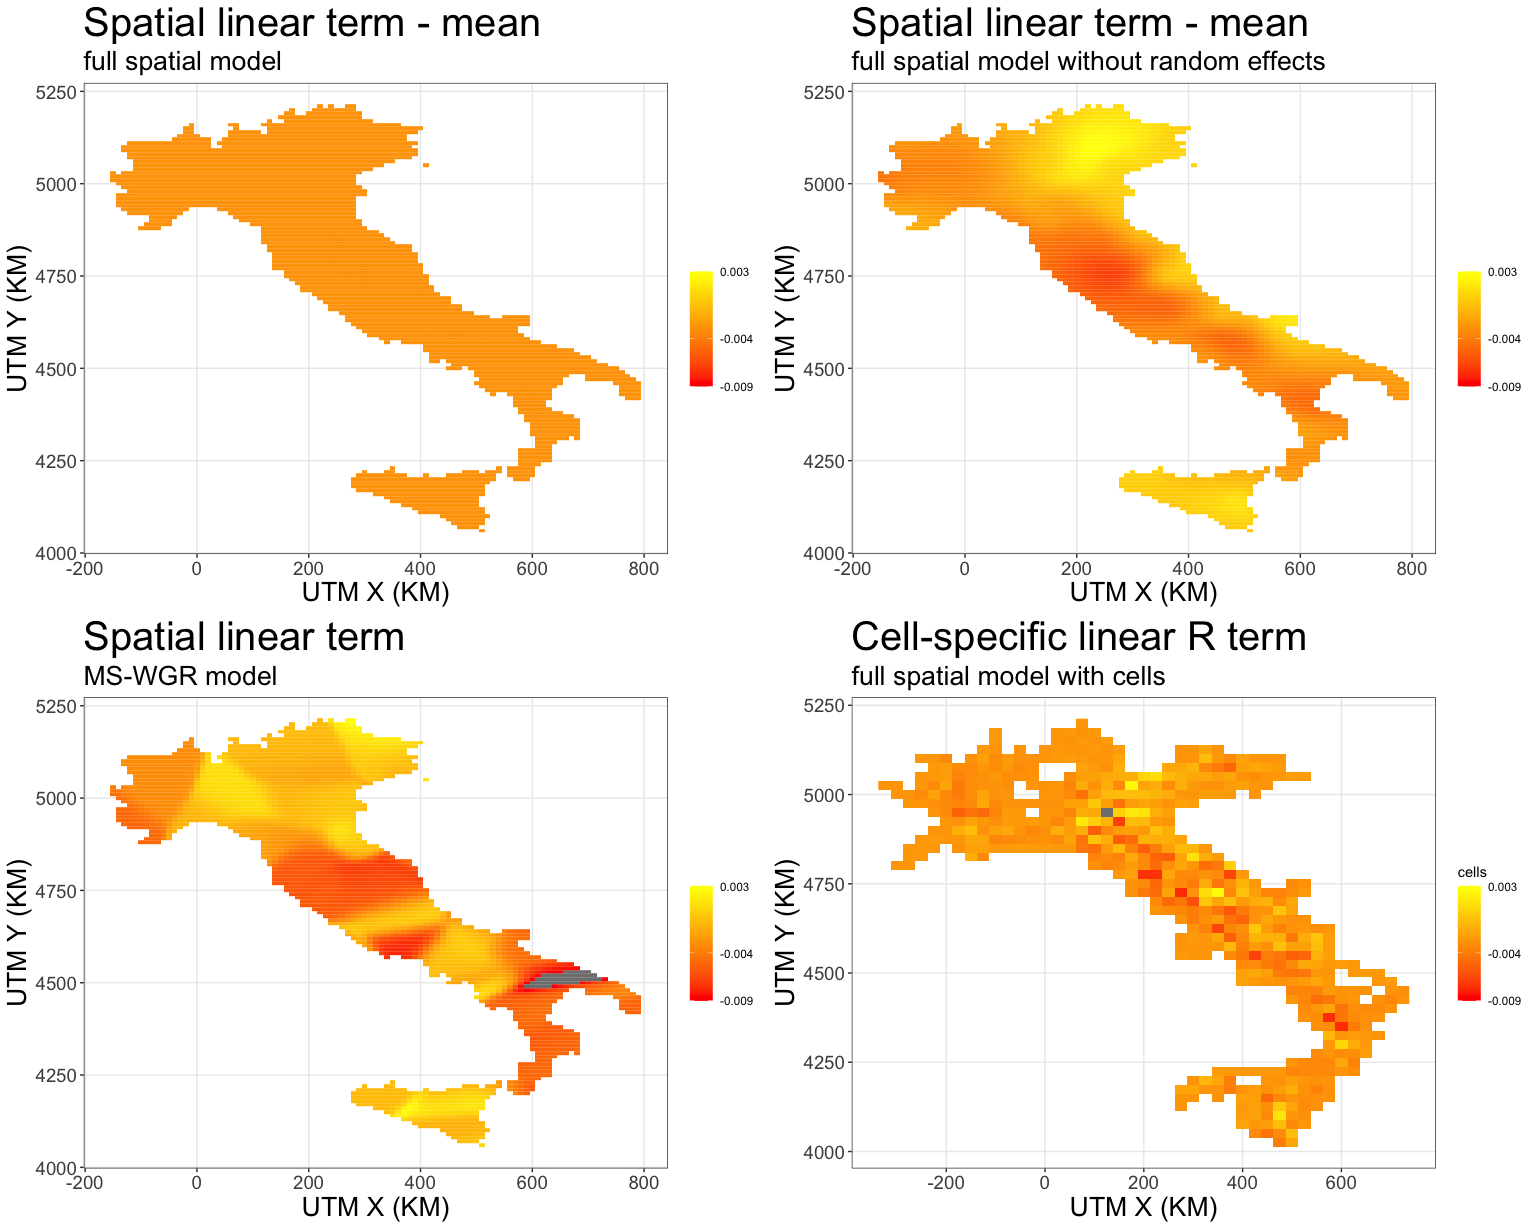 Spatial linear term - mean
full spatial model
UTM Y (KM)
5250
5000
4750
4500
4250
4000
-200 0 200 400 600 800
UTM X (KM)
0.003
-0.004
-0.009
Spatial linear term - mean
full spatial model without random effects
UTM Y (KM)
5250
5000
4750
4500
4250
4000
-200 0 200 400 600 800
UTM X (KM)
0.003
-0.004
-0.009
Spatial linear term
MS-WGR model
UTM Y (KM)
5250
5000
4750
4500
4250
4000
-200 0 200 400 600 800
UTM X (KM)
0.003
-0.004
-0.009
Cell-specific linear R term
full spatial model with cells
UTM Y (KM)
5250
5000
4750
4500
4250
4000
-200 0 200 400 600
UTM X (KM)
cells
0.003
-0.004
-0.009